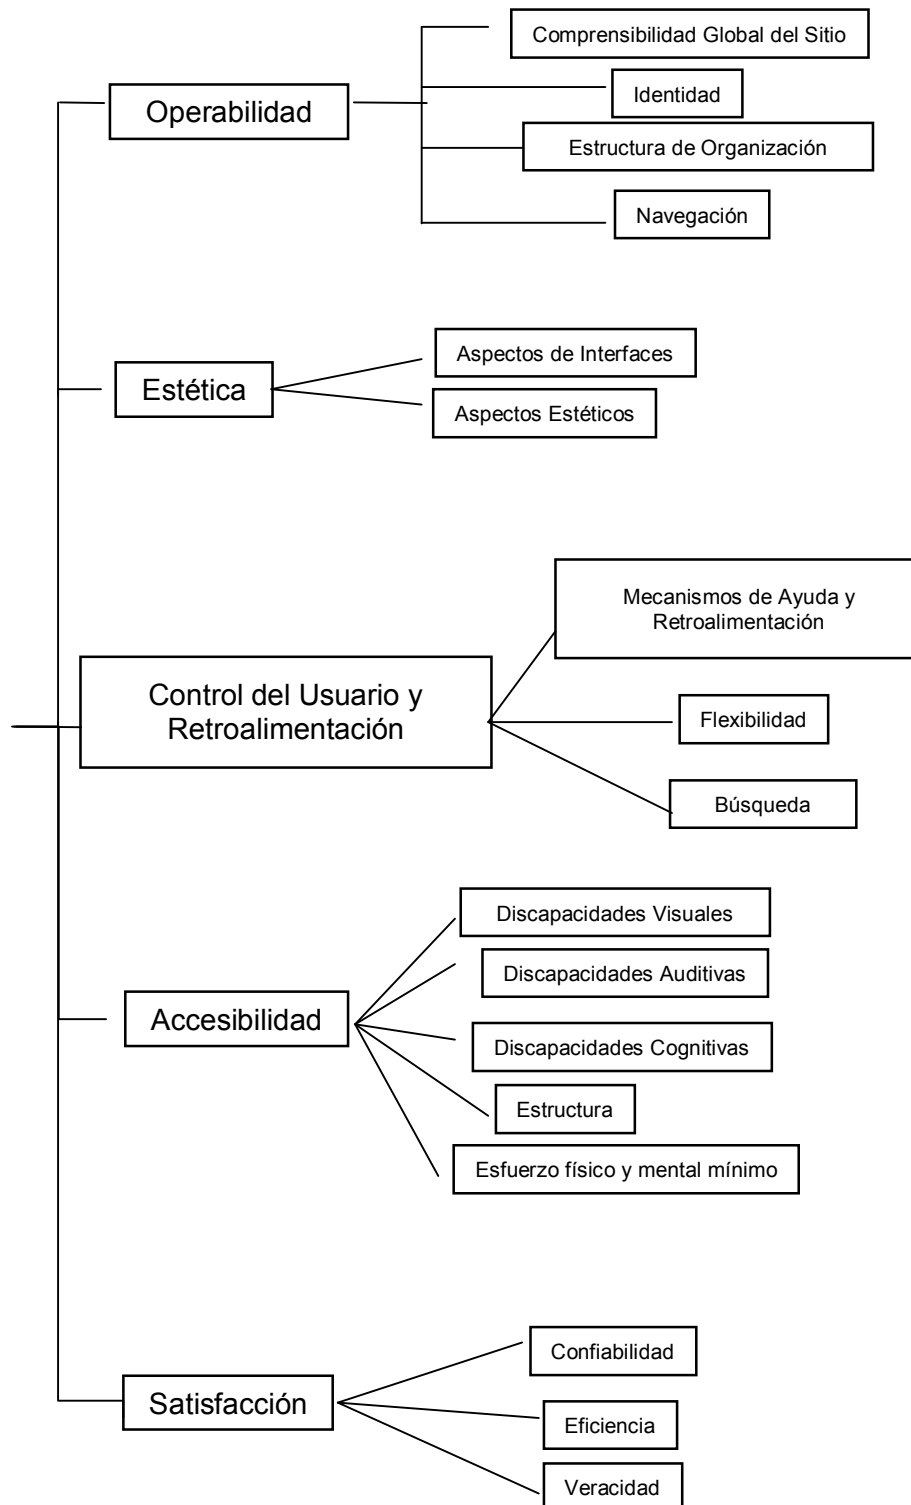 Comprensibilidad Global del Sitio
Operabilidad
Identidad
Estructura de Organización
Navegación
Aspectos de Interfaces
Estética
Aspectos Estéticos
Mecanismos de Ayuda y
Retroalimentación
Control del Usuario y
Retroalimentación
Flexibilidad
Búsqueda
Discapacidades Visuales
Discapacidades Auditivas
Accesibilidad
Discapacidades Cognitivas
Estructura
Esfuerzo físico y mental mínimo
Confiabilidad
Satisfacción
Eficiencia
Veracidad